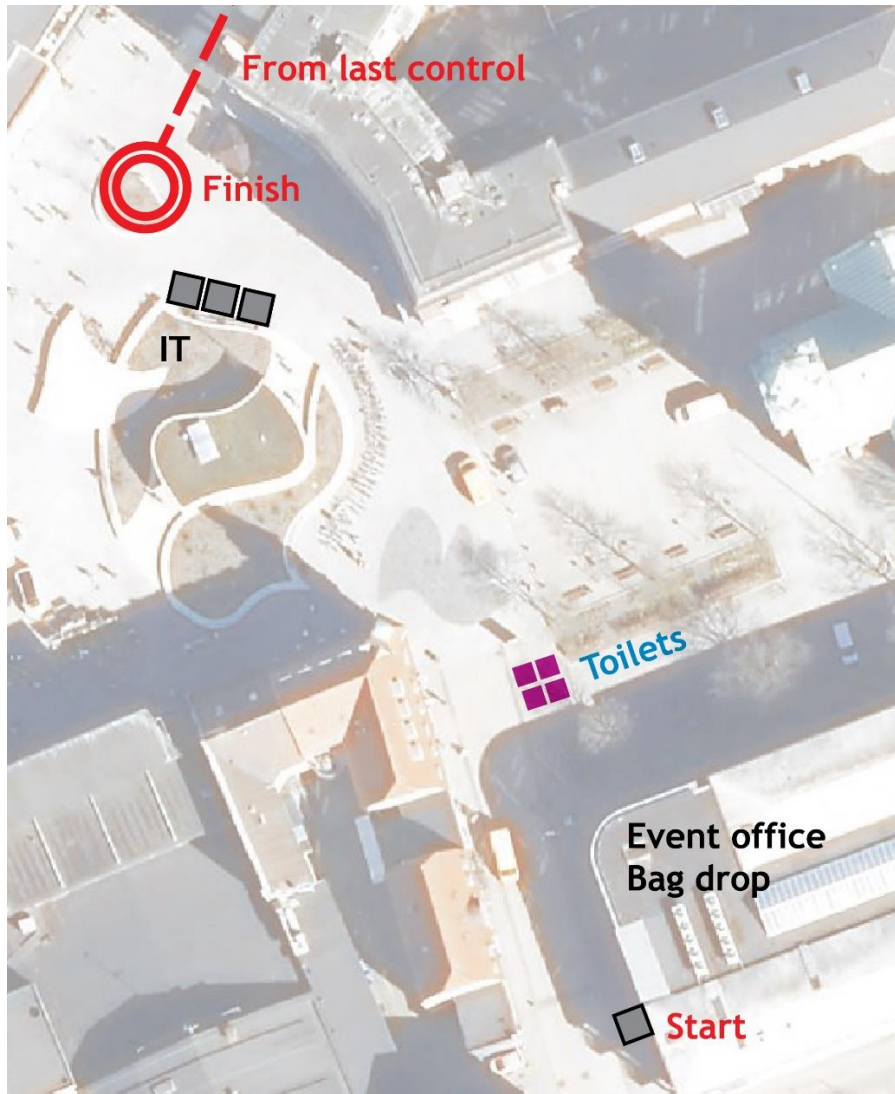 From last control
Finish
IT
Toilets
Event office
Bag drop
Start